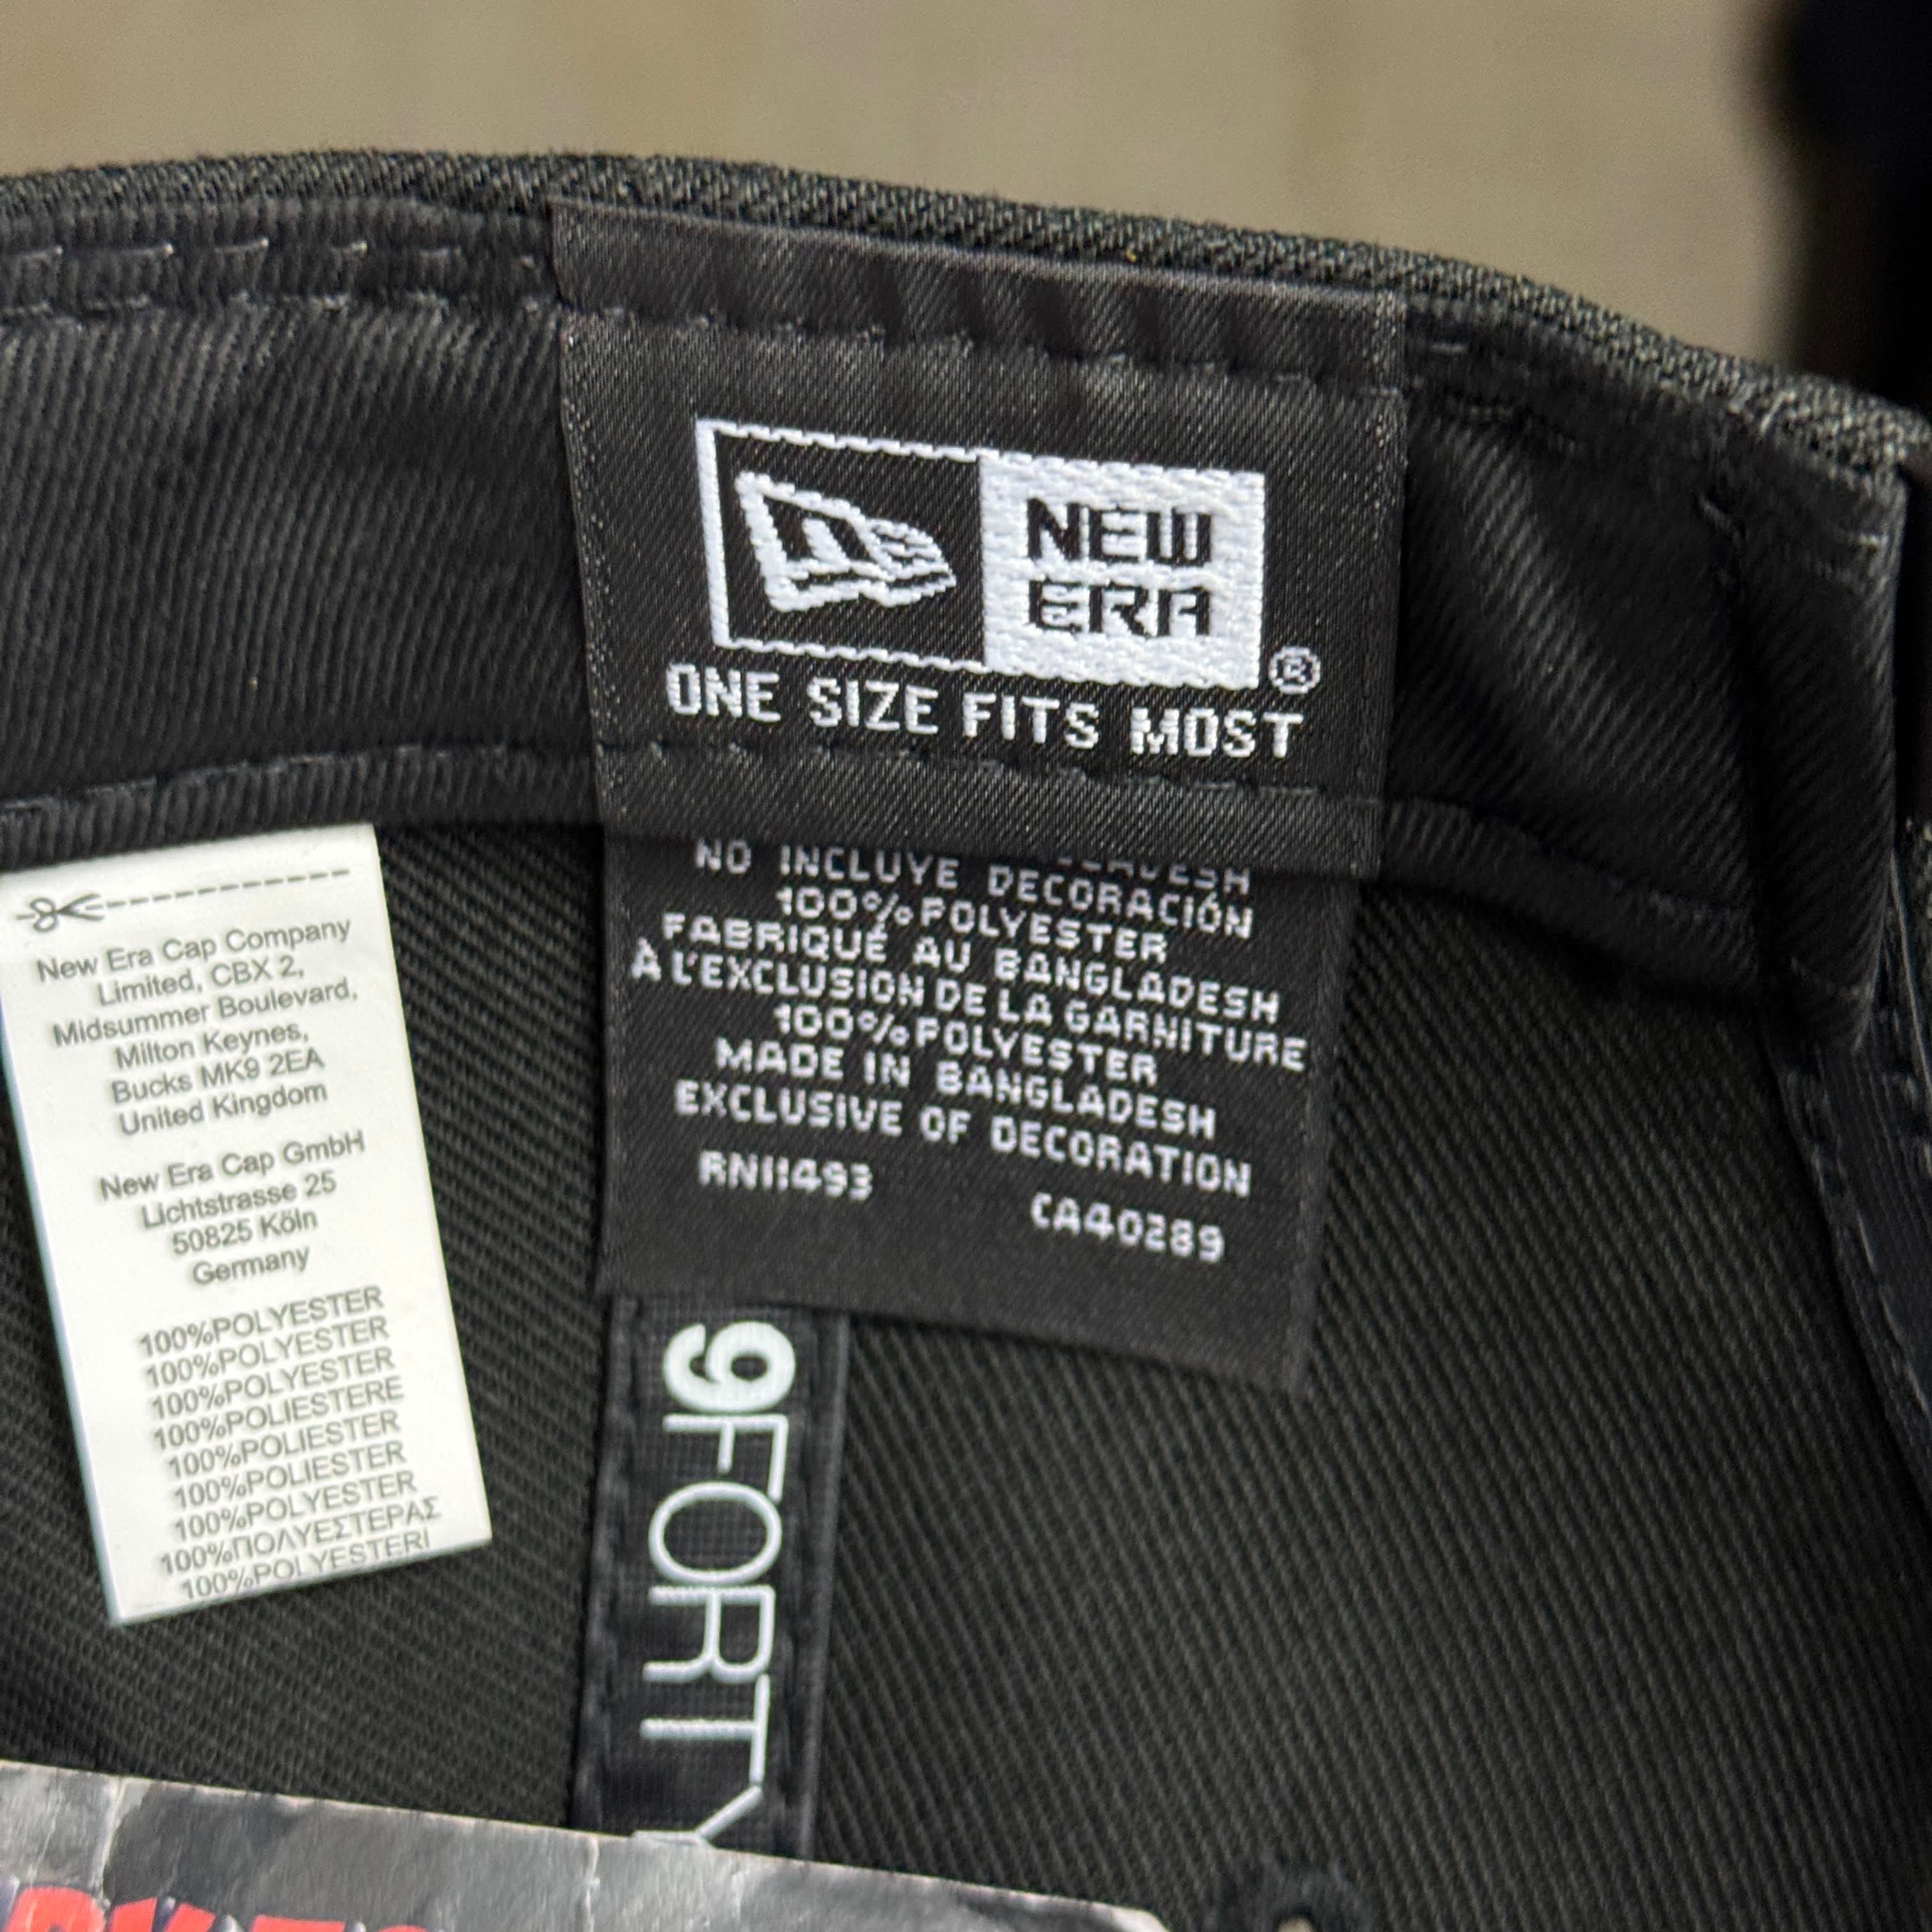 NEW
ERA
®
ONE SIZE FITS MOST
NO INCLUYE DECORACIÓN
100% POLYESTER
FABRIQUÉ AU BANGLADESH
À L'EXCLUSION DE LA GARNITURE
100% POLYESTER
MADE IN BANGLADESH
EXCLUSIVE OF DECORATION
RN11493
CA40289
New Era Cap Company
Limited, CBX 2,
Midsummer Boulevard,
Milton Keynes,
Bucks MK9 2EA
United Kingdom
New Era Cap GmbH
Lichtstrasse 25
50825 Köln
Germany
100%POLYESTER
100%POLYESTER
100%POLYESTER
100%POLIESTERE
100%POLIESTER
100%POLIESTER
100%POLYESTER
100%ΠΟΛΥΕΣΤΕΡΑΣ
100%POLYESTERI
9FORTY